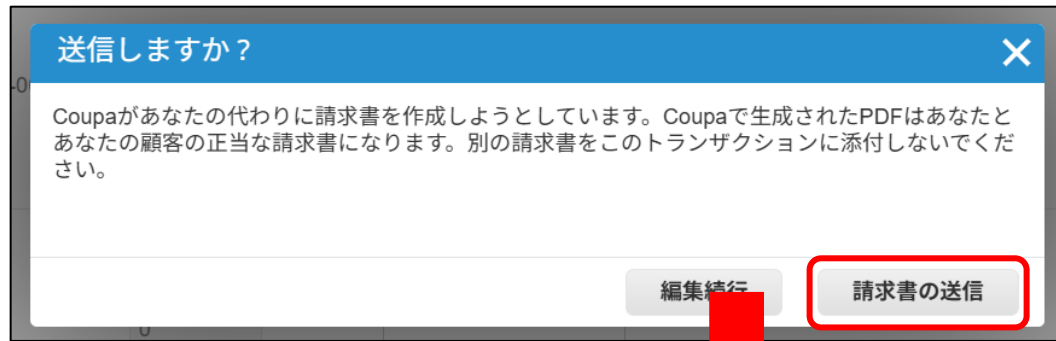 送信しますか？
Coupaがあなたの代わりに請求書を作成しようとしています。Coupaで生成されたPDFはあなたと
あなたの顧客の正当な請求書になります。別の請求書をこのトランザクションに添付しないでくだ
さい。
編集続行
請求書の送信